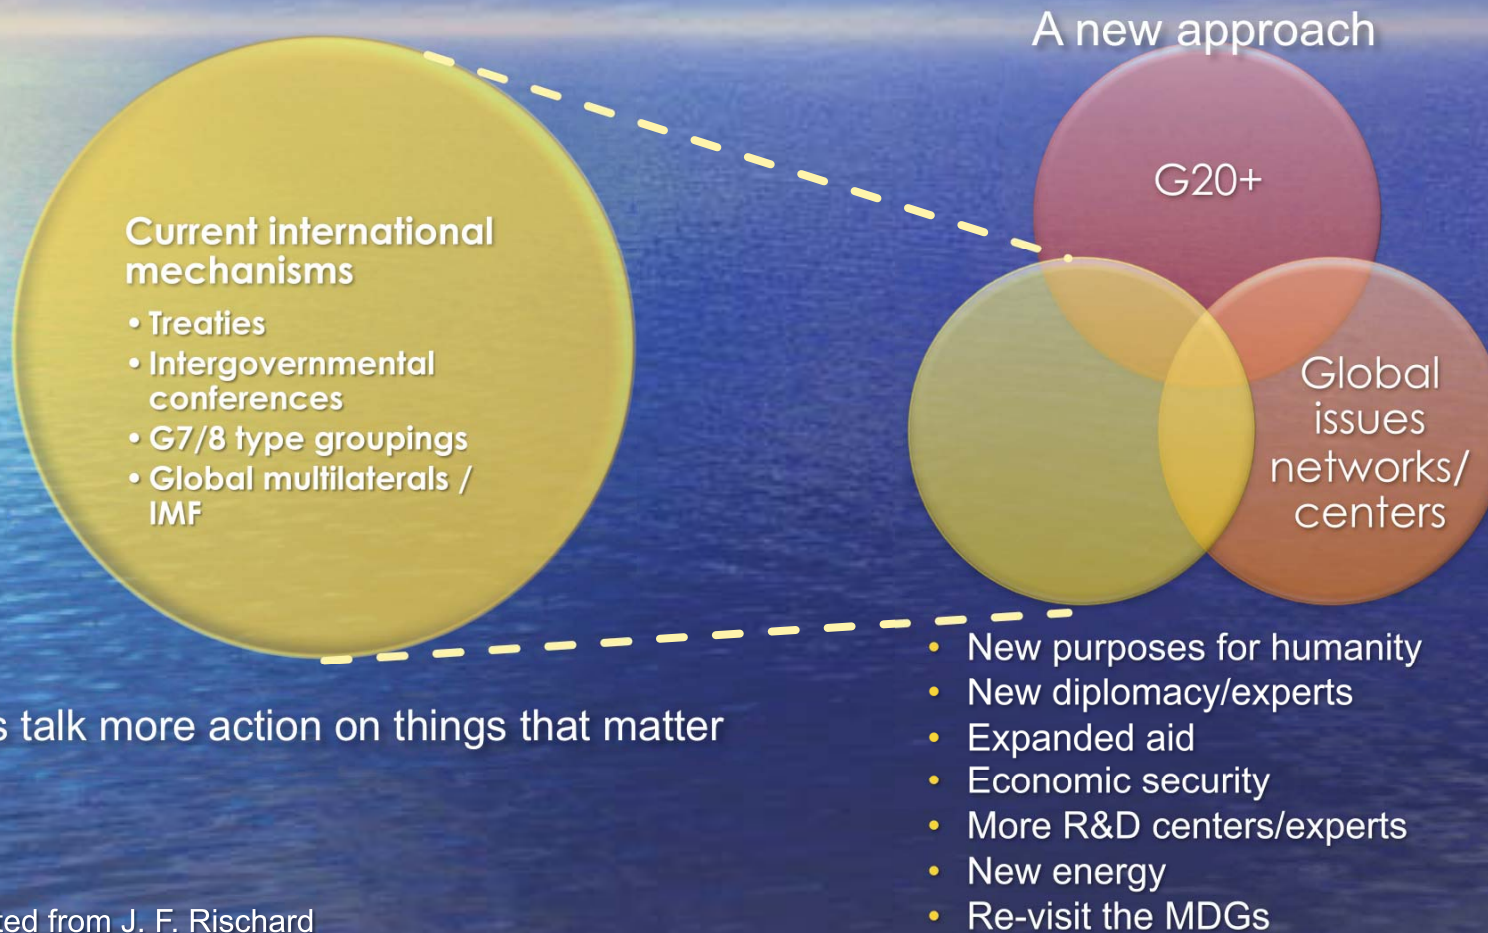 A new approach
Current international
mechanisms
• Treaties
• Intergovernmental
conferences
• G7/8 type groupings
• Global multilaterals /
IMF
G20+
Global
issues
networks/
centers
talk more action on things that matter
• New purposes for humanity
• New diplomacy/experts
• Expanded aid
• Economic security
• More R&D centers/experts
• New energy
• Re-visit the MDGs
from J. F. Rischard